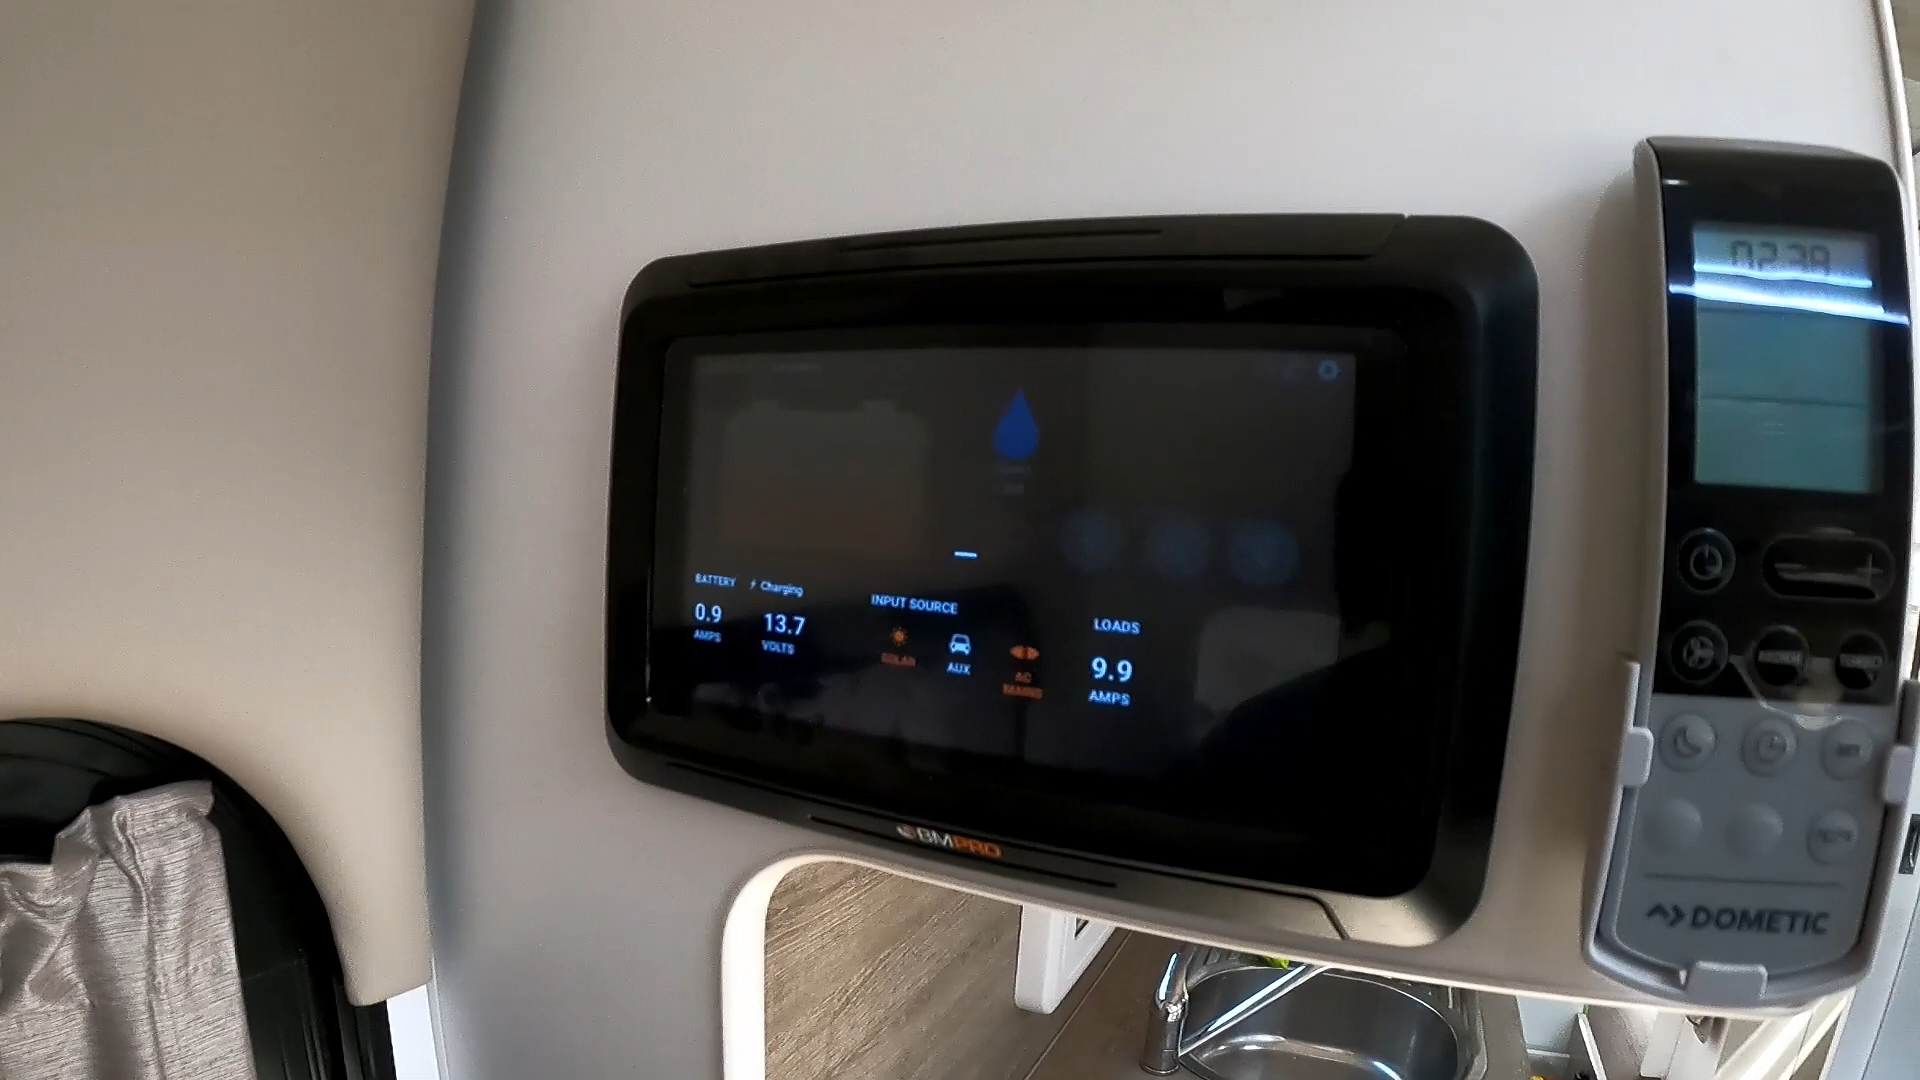 BATTERY
Charging
0.9
AMPS
13.7
VOLTS
INPUT SOURCE
SOLAR
AUX
AC
MAINS
LOADS
9.9
AMPS
BMPRO
DOMETIC